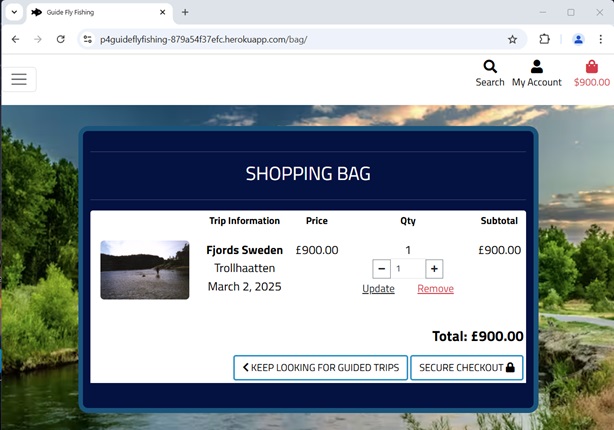 Guide Fly Fishing
p4guideflyfishing-879a54f37efc.herokuapp.com/bag/
Search My Account $900.00
SHOPPING BAG
Trip Information Price Qty Subtotal
Fjords Sweden £900.00 1 £900.00
Trollhaatten
− 1 +
March 2, 2025
Update Remove
Total: £900.00
KEEP LOOKING FOR GUIDED TRIPS SECURE CHECKOUT